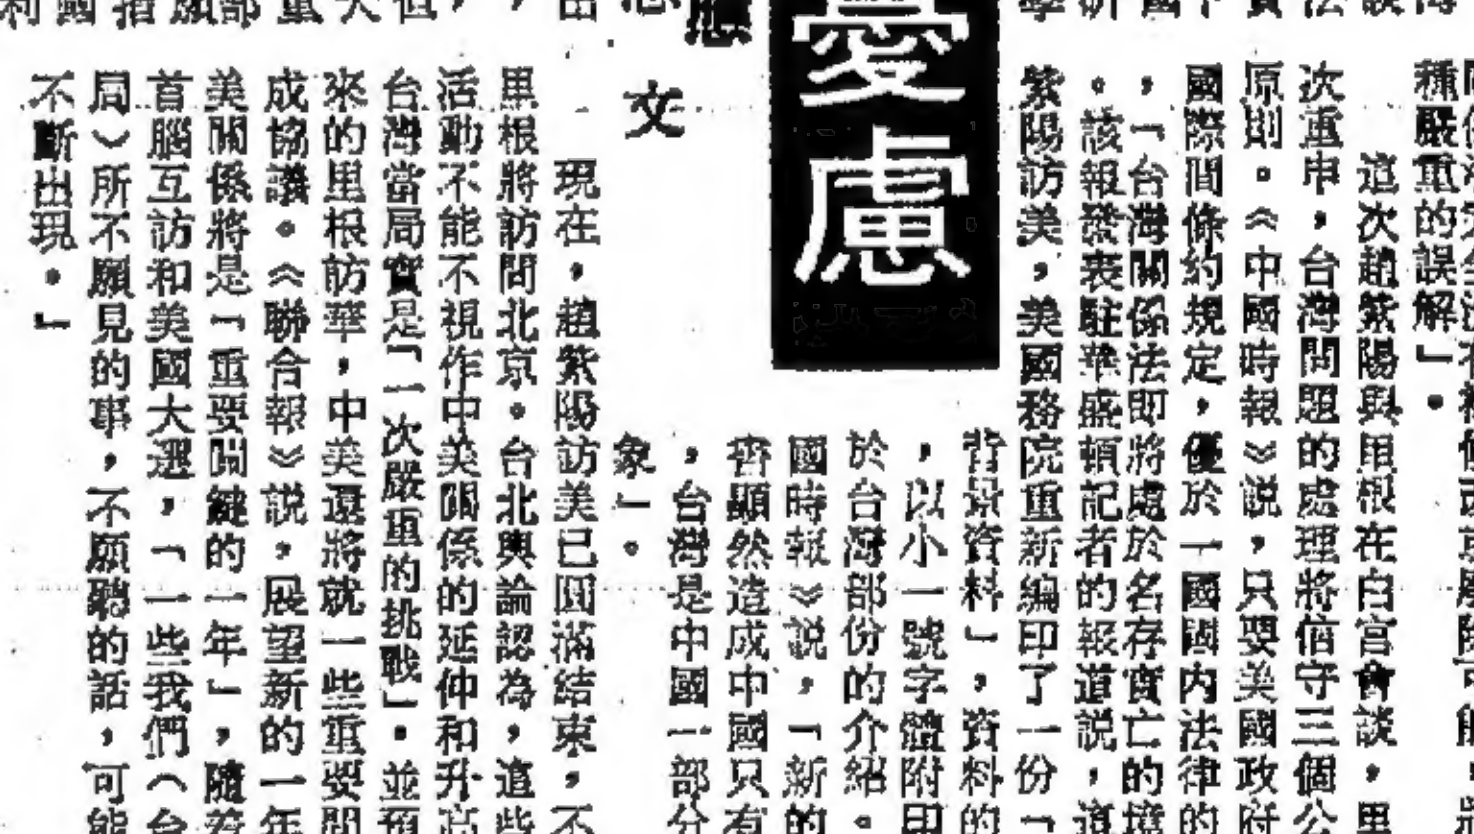 憂慮
文
種嚴重的誤解」。
這次趙紫陽與里根在白宮會談，里
次重申，台灣問題的處理將信守三個公
原則。《中國時報》説，只要美國政府
國際間條約規定，優於一國國內法律的
，「台灣關係法即將處於名存實亡的境
。該報發表駐華盛頓記者的報道説，這
紫陽訪美，美國務院重新編印了一份「
背景資料」，資料的
，以小一號字體附印
於台灣部份的介紹。
國時報》説，「新的
香顯然造成中國只有
，台灣是中國一部分
象」。
現在，趙紫陽訪美已圓滿結束，不
里根將訪問北京。台北輿論認為，這些
活動不能不視作中美關係的延伸和升高
台灣當局實是「一次嚴重的挑戰」。並預
來的里根訪華，中美還將就一些重要問
成協議。《聯合報》説，展望新的一年
美關係將是「重要關鍵的一年」，隨着
首腦互訪和美國大選，「一些我們（台
局）所不願見的事，不願聽的話，可能
不斷出現。」